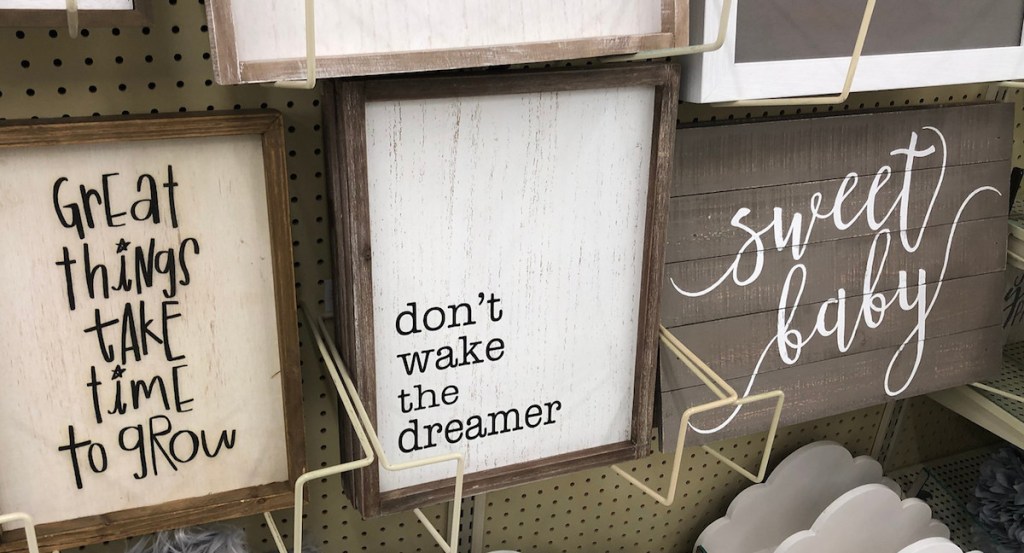 GrEat
thiNgs
tAKE
timE
to gROW
don't
wake
the
dreamer
sweet
baby